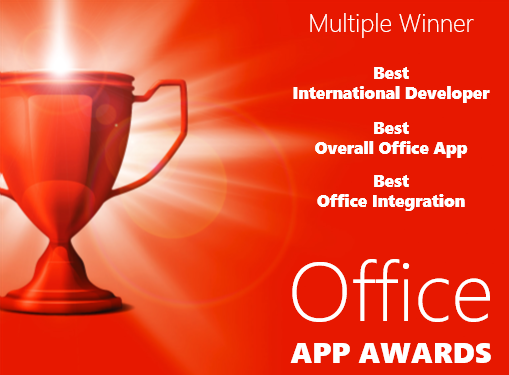 Multiple Winner
Best
International Developer
Best
Overall Office App
Best
Office Integration
Office
APP AWARDS